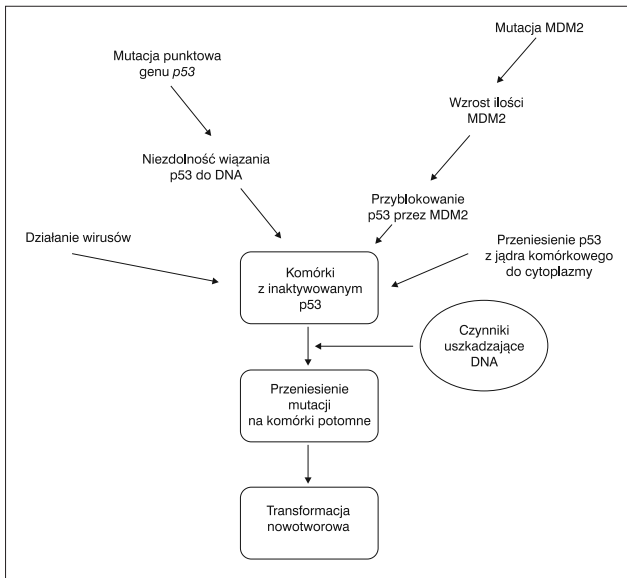 Mutacja MDM2
Mutacja punktowa
genu p53
Wzrost ilości
MDM2
Niezdolność wiązania
p53 do DNA
Przyblokowanie
p53 przez MDM2
Działanie wirusów
Przeniesienie p53
z jądra komórkowego
do cytoplazmy
Komórki
z inaktywowanym
p53
Czynniki
uszkadzające
DNA
Przeniesienie
mutacji
na komórki potomne
Transformacja
nowotworowa